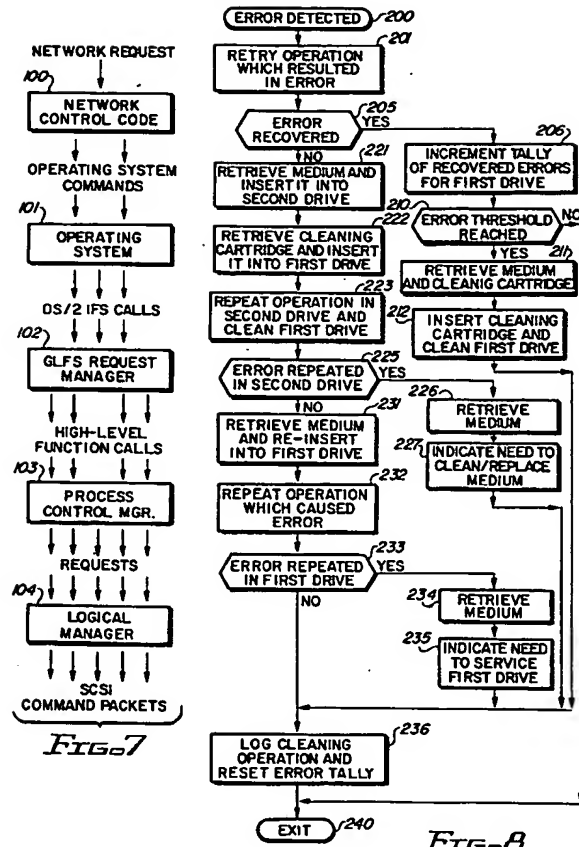 NETWORK REQUEST
100
NETWORK
CONTROL CODE
OPERATING SYSTEM
COMMANDS
101
OPERATING
SYSTEM
OS/2 IFS CALLS
102
GLFS REQUEST
MANAGER
HIGH-LEVEL
FUNCTION CALLS
103
PROCESS
CONTROL MGR.
REQUESTS
104
LOGICAL
MANAGER
SCSI
COMMAND PACKETS
FIG.7
ERROR DETECTED
200
201
RETRY OPERATION
WHICH RESULTED
IN ERROR
205
ERROR
RECOVERED
YES
NO
206
INCREMENT TALLY
OF RECOVERED ERRORS
FOR FIRST DRIVE
210
ERROR THRESHOLD
REACHED
NO
YES
211
RETRIEVE MEDIUM
AND CLEANIG CARTRIDGE
212
INSERT CLEANING
CARTRIDGE AND
CLEAN FIRST DRIVE
221
RETRIEVE MEDIUM AND
INSERT IT INTO
SECOND DRIVE
222
RETRIEVE CLEANING
CARTRIDGE AND INSERT
IT INTO FIRST DRIVE
223
REPEAT OPERATION IN
SECOND DRIVE AND
CLEAN FIRST DRIVE
225
ERROR REPEATED
IN SECOND DRIVE
YES
NO
226
RETRIEVE
MEDIUM
227
INDICATE NEED TO
CLEAN/REPLACE
MEDIUM
231
RETRIEVE MEDIUM
AND RE-INSERT
INTO FIRST DRIVE
232
REPEAT OPERATION
WHICH CAUSED
ERROR
233
ERROR REPEATED
IN FIRST DRIVE
YES
NO
234
RETRIEVE
MEDIUM
235
INDICATE NEED
TO SERVICE
FIRST DRIVE
236
LOG CLEANING
OPERATION AND
RESET ERROR TALLY
EXIT
240
FIG.8